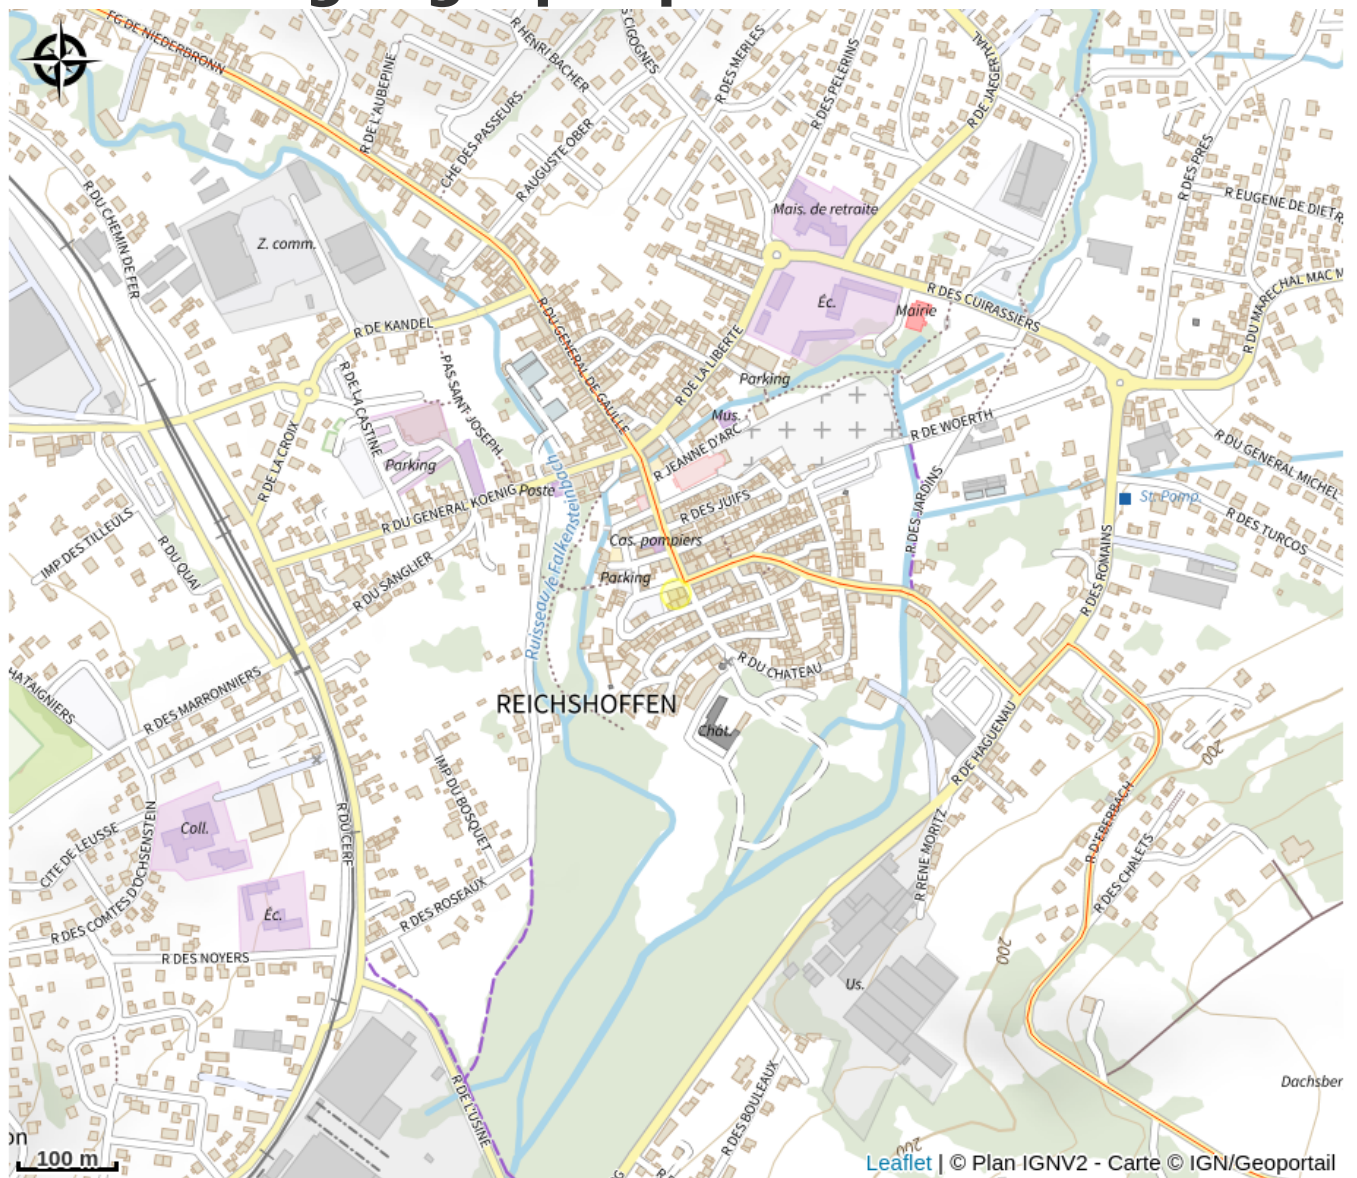 FG DE NIEDERBRONN
R HENRI BACHER
S CIGOGNES
R DES MERLES
R DES PELERINS
R DE JAEGERTHAL
R DE L'AUBEPINE
CHE DES PASSEURS
R AUGUSTE OBER
R DES PRES
R EUGENE DE DIETR
R DU CHEMIN DE FER
Z. comm.
Mais. de retraite
R DES CUIRASSIERS
R DU MARECHAL MAC M
Éc.
Mairie
R DE KANDEL
R DU GENERAL DE GAULLE
R DE LA LIBERTE
PAS SAINT JOSEPH
R DE LA CASTINE
Parking
Mus.
R JEANNE D'ARC
R DE WOERTH
R DE LA CROIX
Parking
R DU GENERAL MICHEL
R DU GENERAL KOENIG
Poste
R DES JUIFS
R DES JARDINS
St. Pomp.
R DES TURCOS
IMP DES TILLEULS
R DU QUAI
R DU SANGLIER
Ruisseau le Falkensteinbach
Cas. pompiers
Parking
R DES ROMAINS
R DU CHATEAU
HATAIGNIERS
R DES MARRONNIERS
REICHSHOFFEN
Chât.
R DE HAGUENAU
200
IMP DU BOSQUET
Coll.
CITE DE LEUSSE
R DES COMTES D'OCHSENSTEIN
R DU CERF
R D'EBERBACH
R RENE MORITZ
R DES CHALETS
Éc.
R DES ROSEAUX
R DES NOYERS
200
Us.
R DE L'USINE
R DES BOULEAUX
Dachsber
200
on
100 m
Leaflet | © Plan IGNV2 - Carte © IGN/Geoportail